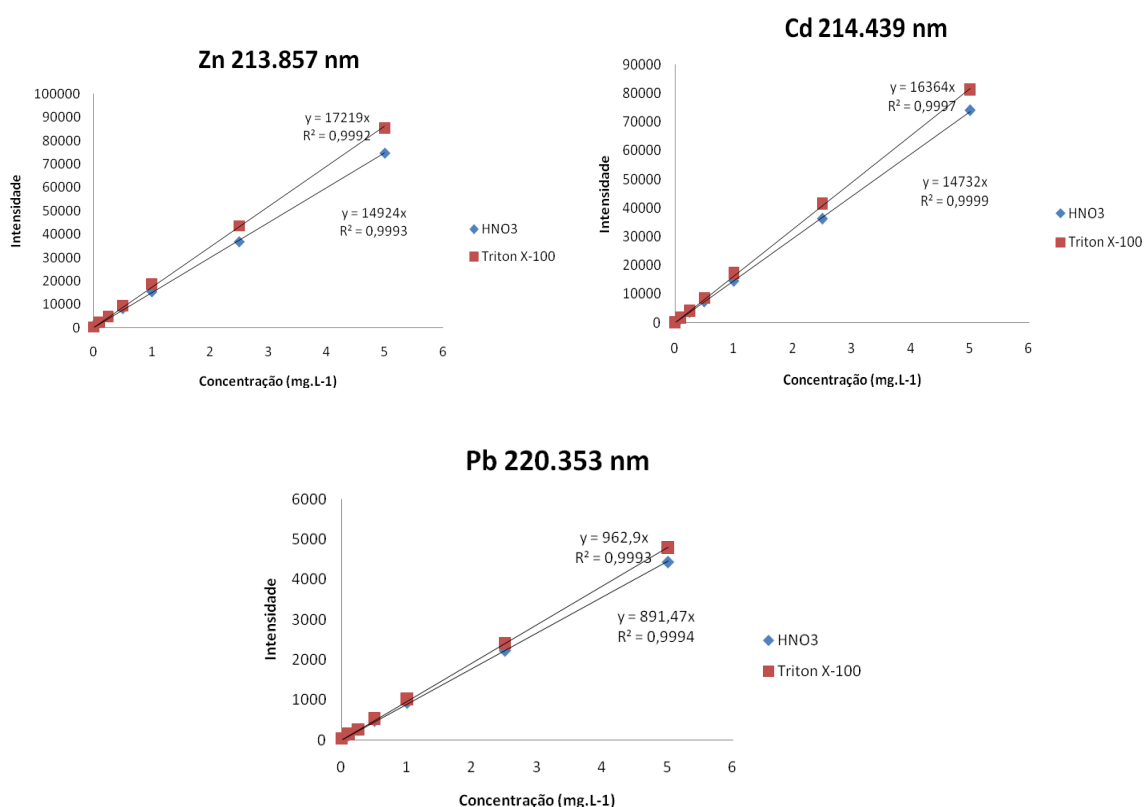 Zn 213.857 nm
100000
90000
80000
70000
60000
50000
40000
30000
20000
10000
0
Intensidade
y = 17219x
R² = 0,9992
y = 14924x
R² = 0,9993
HNO3
Triton X-100
0 1 2 3 4 5 6
Concentração (mg.L-1)
Cd 214.439 nm
90000
80000
70000
60000
50000
40000
30000
20000
10000
0
Intensidade
y = 16364x
R² = 0,9997
y = 14732x
R² = 0,9999
HNO3
Triton X-100
0 1 2 3 4 5 6
Concentração (mg.L-1)
Pb 220.353 nm
6000
5000
4000
3000
2000
1000
0
Intensidade
y = 962,9x
R² = 0,9993
y = 891,47x
R² = 0,9994
HNO3
Triton X-100
0 1 2 3 4 5 6
Concentração (mg.L-1)